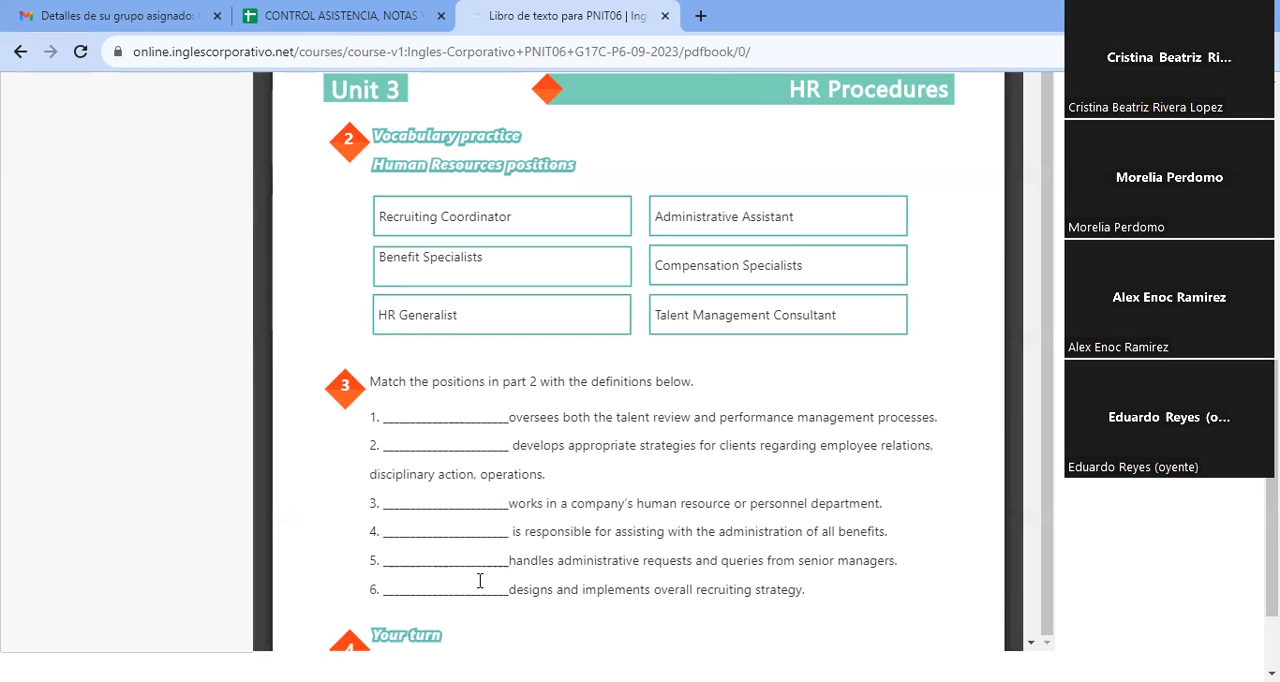 Detalles de su grupo asignado:
CONTROL ASISTENCIA, NOTAS Y
Libro de texto para PNIT06 | Ing
online.inglescorporativo.net/courses/course-v1:Ingles-Corporativo+PNIT06+G17C-P6-09-2023/pdfbook/0/
Unit 3
HR Procedures
2
Vocabulary practice
Human Resources positions
Recruiting Coordinator
Administrative Assistant
Benefit Specialists
Compensation Specialists
HR Generalist
Talent Management Consultant
3
Match the positions in part 2 with the definitions below.
1. ____________________oversees both the talent review and performance management processes.
2. ____________________ develops appropriate strategies for clients regarding employee relations,
disciplinary action, operations.
3. ____________________works in a company's human resource or personnel department.
4. ____________________ is responsible for assisting with the administration of all benefits.
5. ____________________handles administrative requests and queries from senior managers.
6. ____________________designs and implements overall recruiting strategy.
4
Your turn
Cristina Beatriz Ri...
Cristina Beatriz Rivera Lopez
Morelia Perdomo
Morelia Perdomo
Alex Enoc Ramirez
Alex Enoc Ramirez
Eduardo Reyes (o...
Eduardo Reyes (oyente)